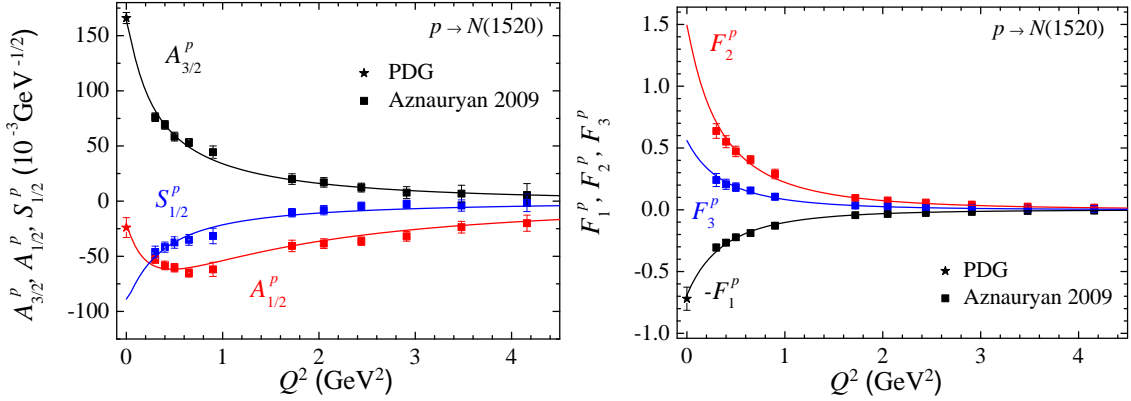 p → N(1520)
A^p_{3/2}
PDG
Aznauryan 2009
S^p_{1/2}
A^p_{1/2}
150
100
50
0
-50
-100
A^p_{3/2}, A^p_{1/2}, S^p_{1/2} (10^{-3}GeV^{-1/2})
0 1 2 3 4
Q^2 (GeV^2)
p → N(1520)
F^p_2
PDG
Aznauryan 2009
F^p_3
-F^p_1
1.5
1.0
0.5
0.0
-0.5
-1.0
F^p_1, F^p_2, F^p_3
0 1 2 3 4
Q^2 (GeV^2)